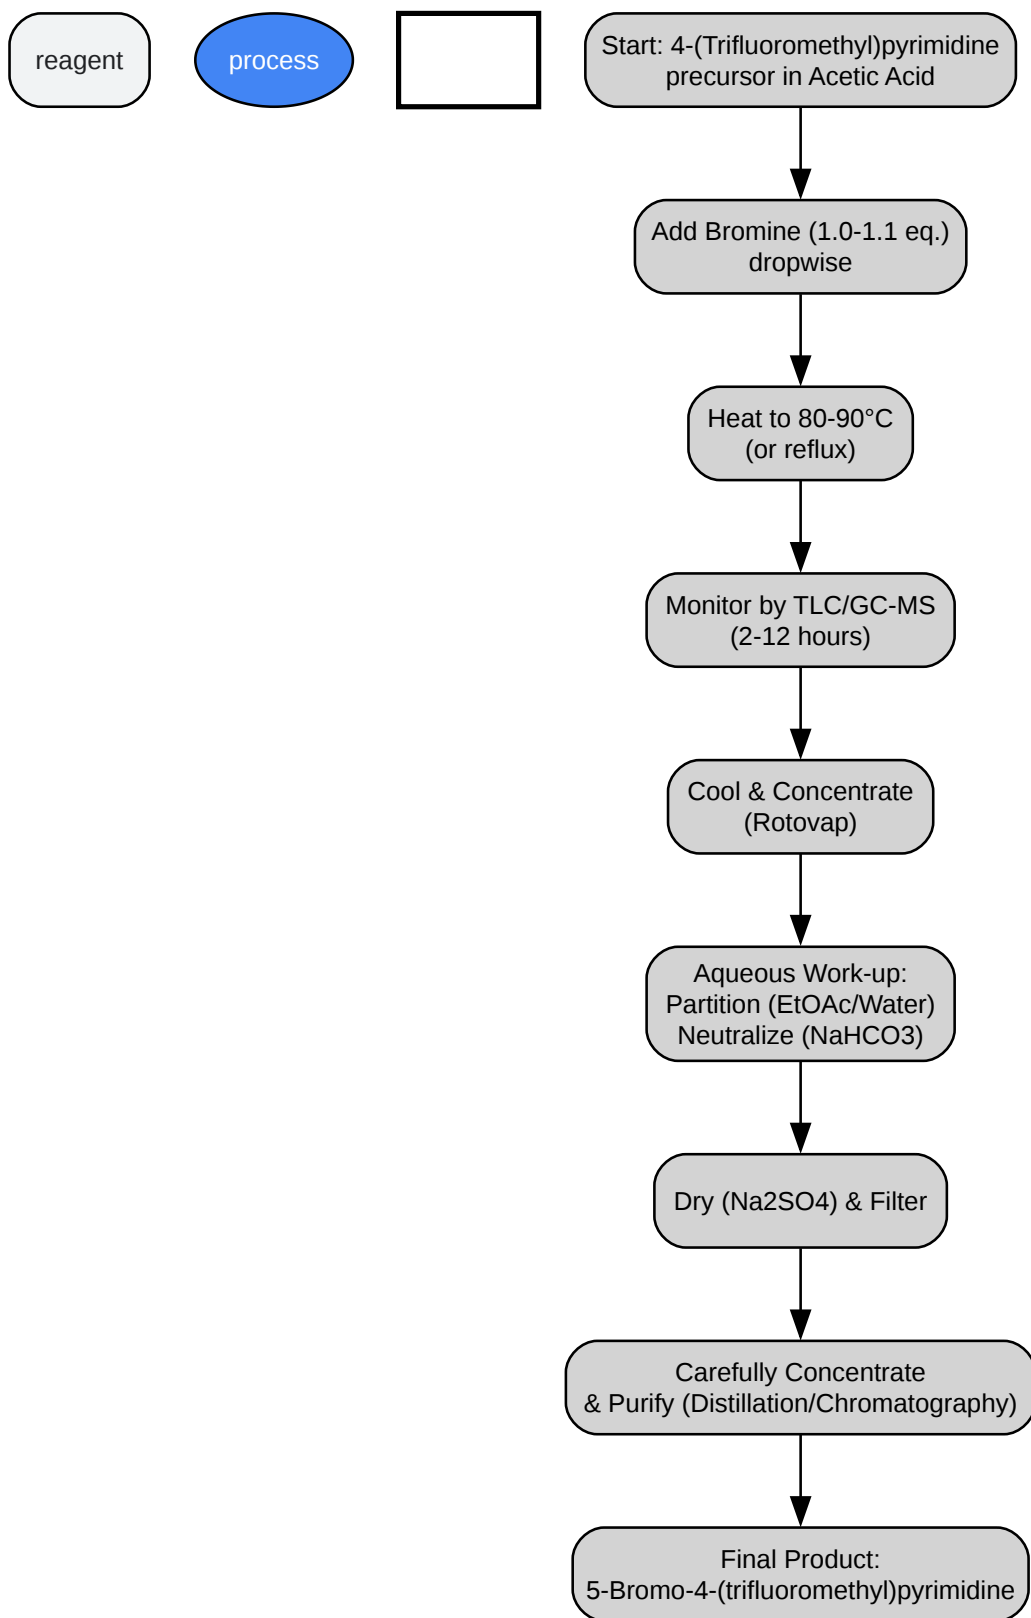 reagent
process
Start: 4-(Trifluoromethyl)pyrimidine
precursor in Acetic Acid
Add Bromine (1.0-1.1 eq.)
dropwise
Heat to 80-90°C
(or reflux)
Monitor by TLC/GC-MS
(2-12 hours)
Cool & Concentrate
(Rotovap)
Aqueous Work-up:
Partition (EtOAc/Water)
Neutralize (NaHCO3)
Dry (Na2SO4) & Filter
Carefully Concentrate
& Purify (Distillation/Chromatography)
Final Product:
5-Bromo-4-(trifluoromethyl)pyrimidine